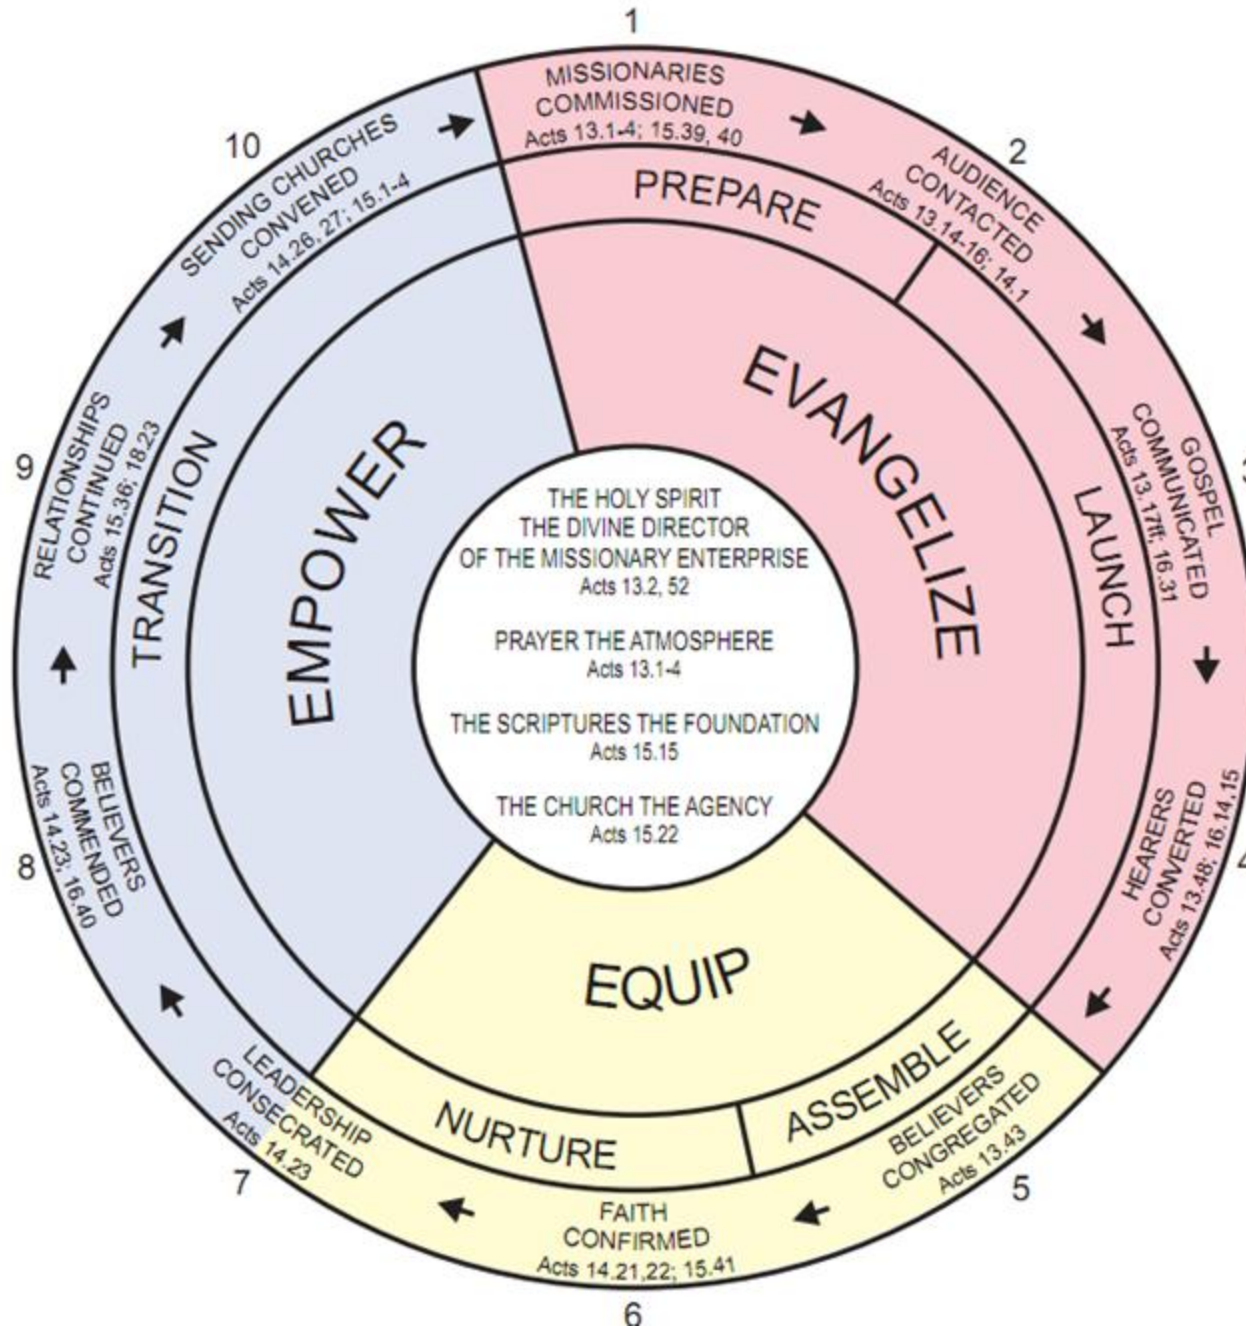 1
MISSIONARIES
COMMISSIONED
Acts 13.1-4; 15.39, 40
2
AUDIENCE
CONTACTED
Acts 13.14-16; 14.1
GOSPEL
COMMUNICATED
Acts 13.17ff; 16.31
HEARERS
CONVERTED
Acts 13.48; 16.14,15
5
BELIEVERS
CONGREGATED
Acts 13.43
6
FAITH
CONFIRMED
Acts 14.21,22; 15.41
7
LEADERSHIP
CONSECRATED
Acts 14.23
8
BELIEVERS
COMMENDED
Acts 14.23; 16.40
9
RELATIONSHIPS
CONTINUED
Acts 15.36; 18.23
10
SENDING CHURCHES
CONVENED
Acts 14.26, 27; 15.1-4
PREPARE
LAUNCH
ASSEMBLE
NURTURE
TRANSITION
EVANGELIZE
EQUIP
EMPOWER
THE HOLY SPIRIT
THE DIVINE DIRECTOR
OF THE MISSIONARY ENTERPRISE
Acts 13.2, 52
PRAYER THE ATMOSPHERE
Acts 13.1-4
THE SCRIPTURES THE FOUNDATION
Acts 15.15
THE CHURCH THE AGENCY
Acts 15.22